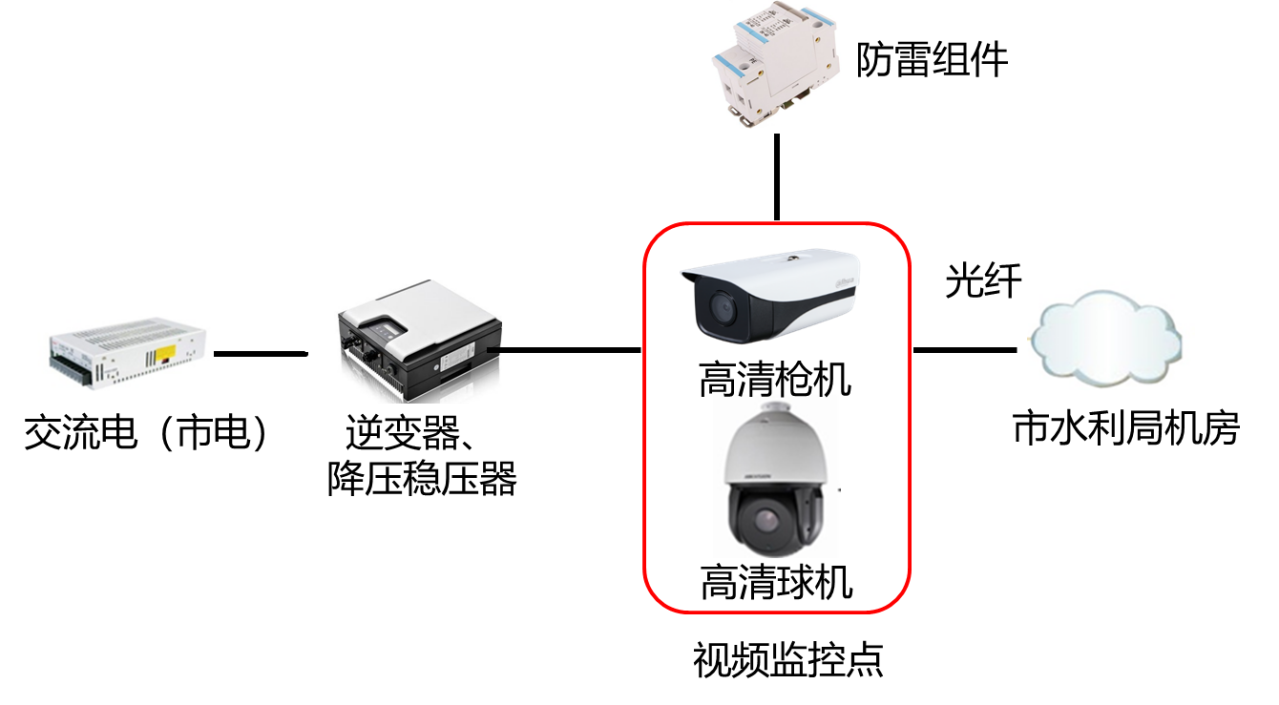 防雷组件
光纤
高清枪机
交流电（市电）
逆变器、
降压稳压器
市水利局机房
高清球机
视频监控点